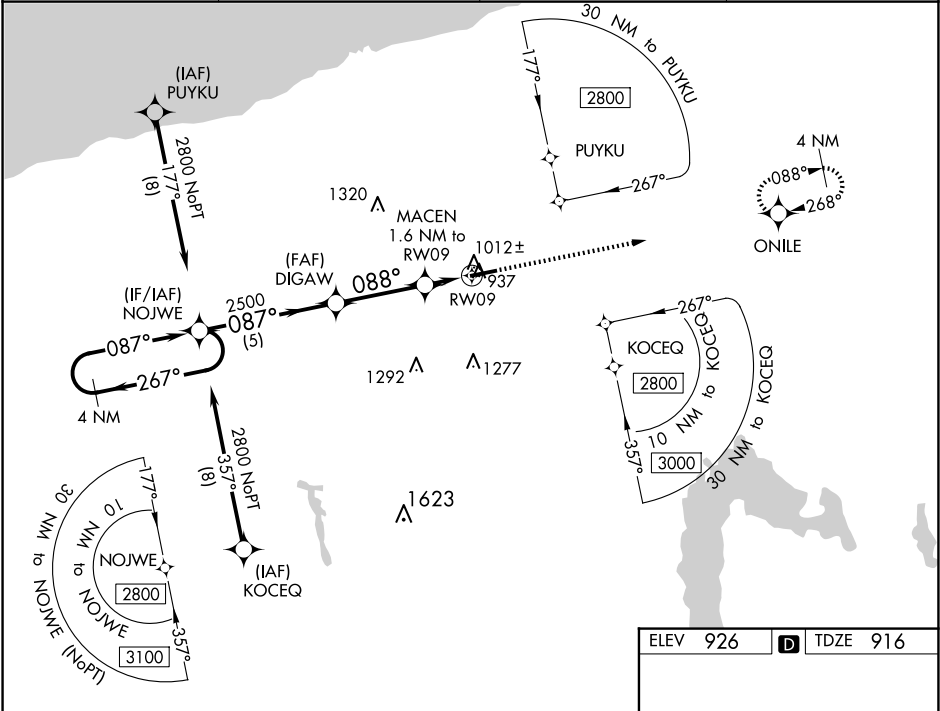 (IAF)
PUYKU
2800 NoPT
177°
(8)
30 NM to PUYKU
177°
2800
PUYKU
267°
4 NM
088°
268°
ONILE
1320
MACEN
1.6 NM to
RW09
1012±
937
RW09
(FAF)
DIGAW
088°
(IF/IAF)
NOJWE
2500
087°
(5)
087°
267°
4 NM
1292
1277
267°
KOCEQ
2800
10 NM to KOCEQ
3000
30 NM to KOCEQ
357°
2800 NoPT
357°
(8)
(IAF)
KOCEQ
1623
177°
NOJWE
2800
10 NM to NOJWE
3100
30 NM to NOJWE (NoPT)
357°
ELEV 926 D TDZE 916